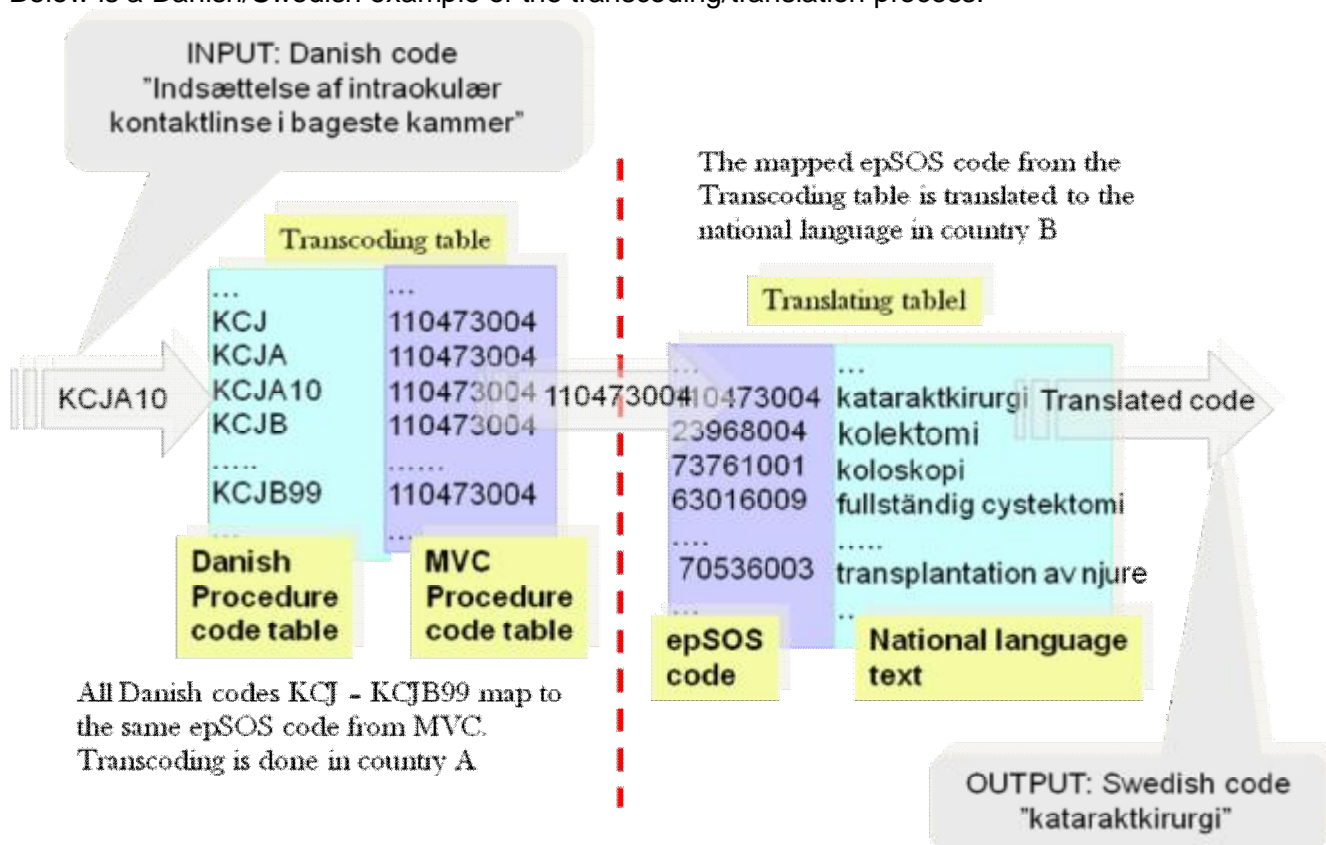 Below is a Danish/Swedish example of the transcoding/translation process.
INPUT: Danish code
"Indsættelse af intraokulær
kontaktlinse i bageste kammer"
The mapped epSOS code from the
Transcoding table is translated to the
national language in country B
Transcoding table
Translating tablel
... ...
KCJ 110473004
KCJA 110473004
KCJA10 KCJA10 110473004 110473004
KCJB 110473004
..... ......
KCJB99 110473004
... ...
Danish
Procedure
code table
MVC
Procedure
code table
... ...
110473004 kataraktkirurgi Translated code
23968004 kolektomi
73761001 koloskopi
63016009 fullständig cystektomi
.... .....
70536003 transplantation av njure
... ...
epSOS
code
National language
text
All Danish codes KCJ - KCJB99 map to
the same epSOS code from MVC.
Transcoding is done in country A
OUTPUT: Swedish code
"kataraktkirurgi"